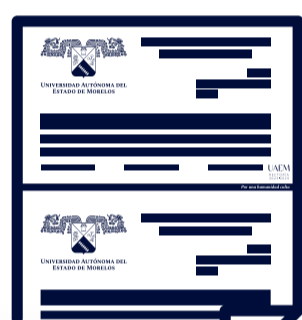 UNIVERSIDAD AUTÓNOMA DEL
ESTADO DE MORELOS
UAEM
Por una humanidad culta
UNIVERSIDAD AUTÓNOMA DEL
ESTADO DE MORELOS